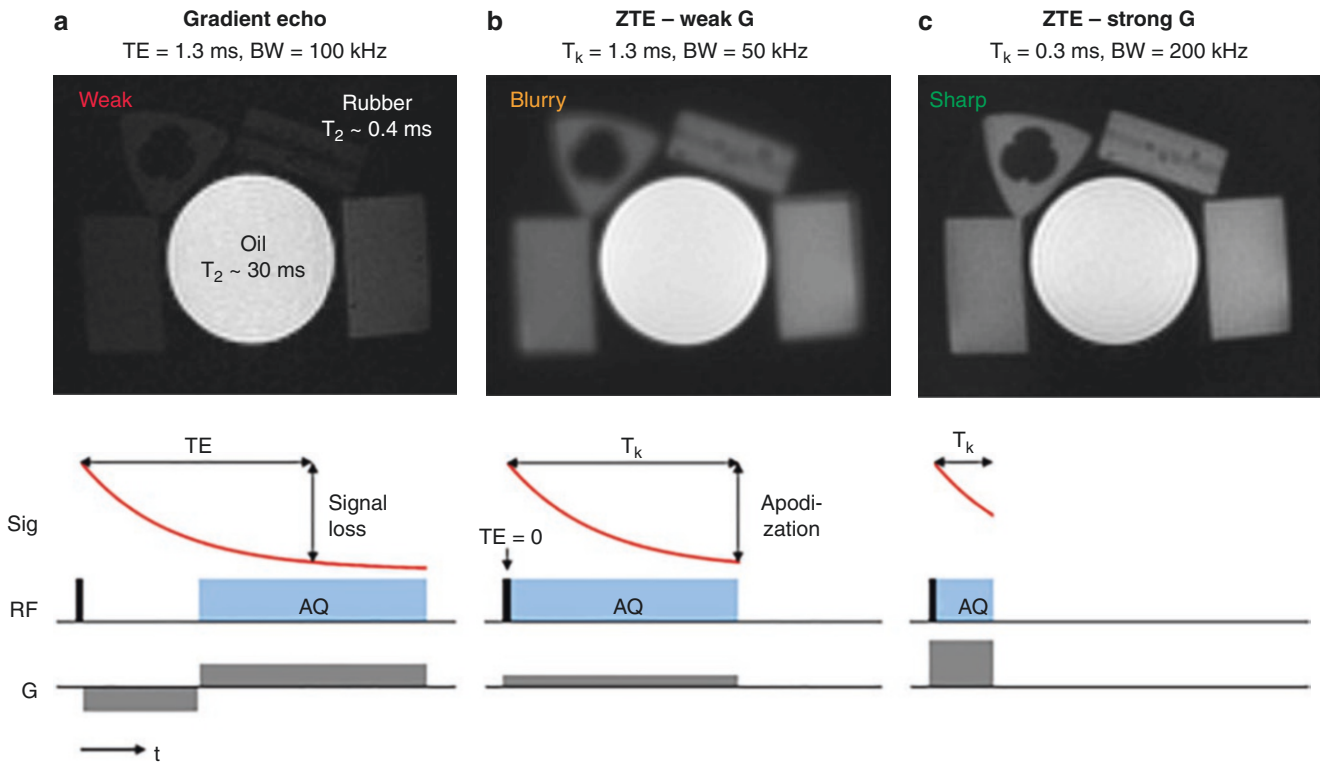 a Gradient echo
TE = 1.3 ms, BW = 100 kHz
Weak
Rubber
T₂ ~ 0.4 ms
Oil
T₂ ~ 30 ms
b ZTE – weak G
Tₖ = 1.3 ms, BW = 50 kHz
Blurry
c ZTE – strong G
Tₖ = 0.3 ms, BW = 200 kHz
Sharp
Sig
TE
Signal
loss
RF
AQ
G
t
Tₖ
Apodi-
zation
TE = 0
AQ
Tₖ
AQ